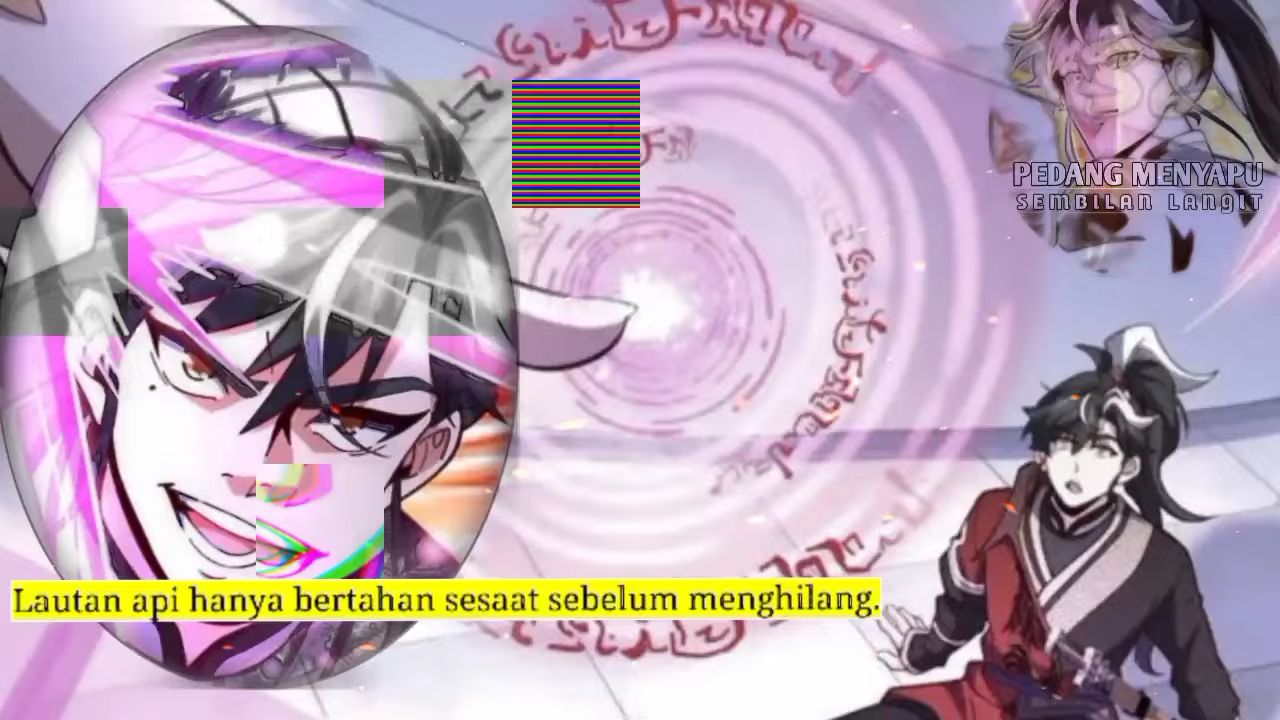 PEDANG MENYAPU
SEMBILAN LANGIT
Lautan api hanya bertahan sesaat sebelum menghilang.